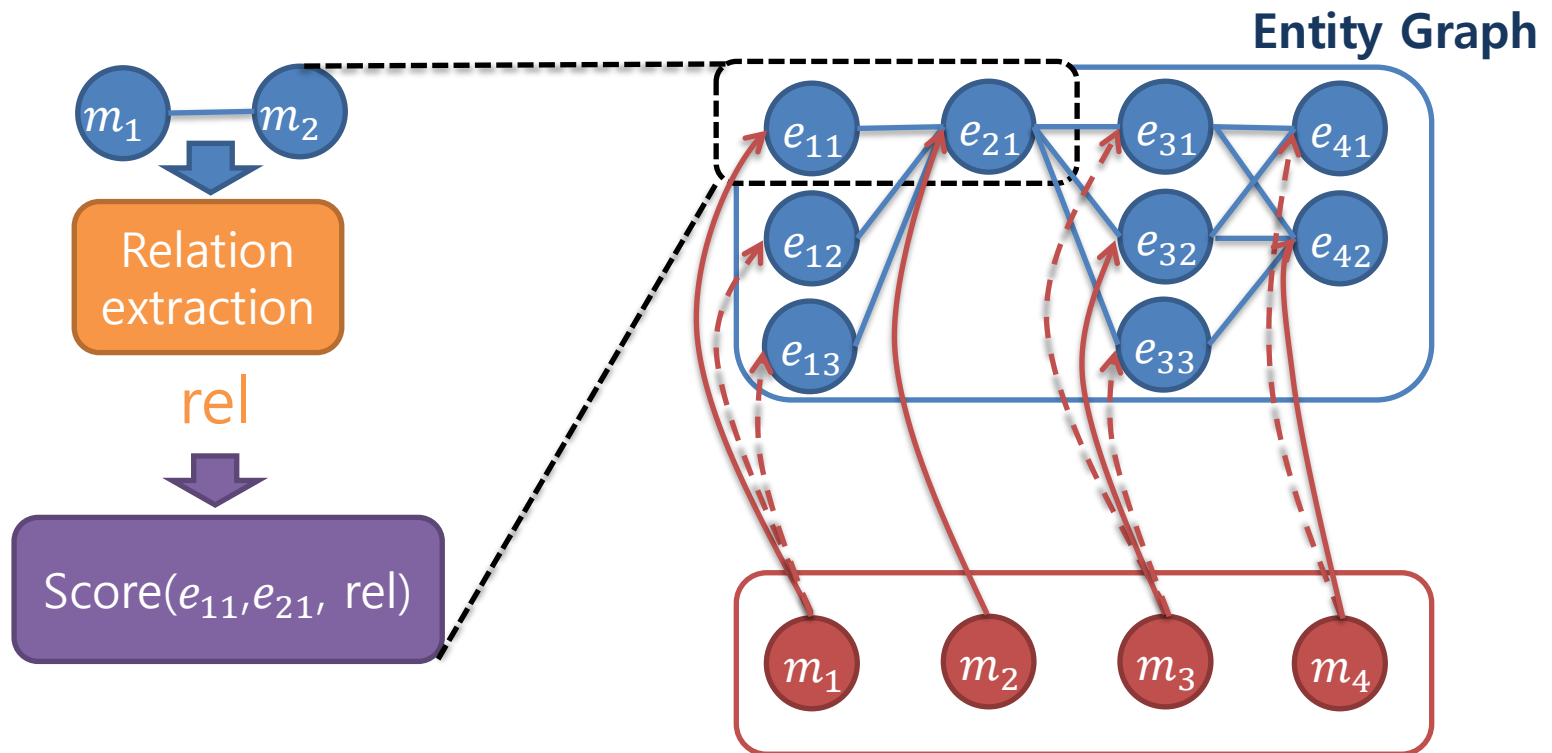 Entity Graph
m₁
m₂
Relation
extraction
rel
Score(e₁₁,e₂₁, rel)
e₁₁
e₂₁
e₃₁
e₄₁
e₁₂
e₃₂
e₄₂
e₁₃
e₃₃
m₁
m₂
m₃
m₄